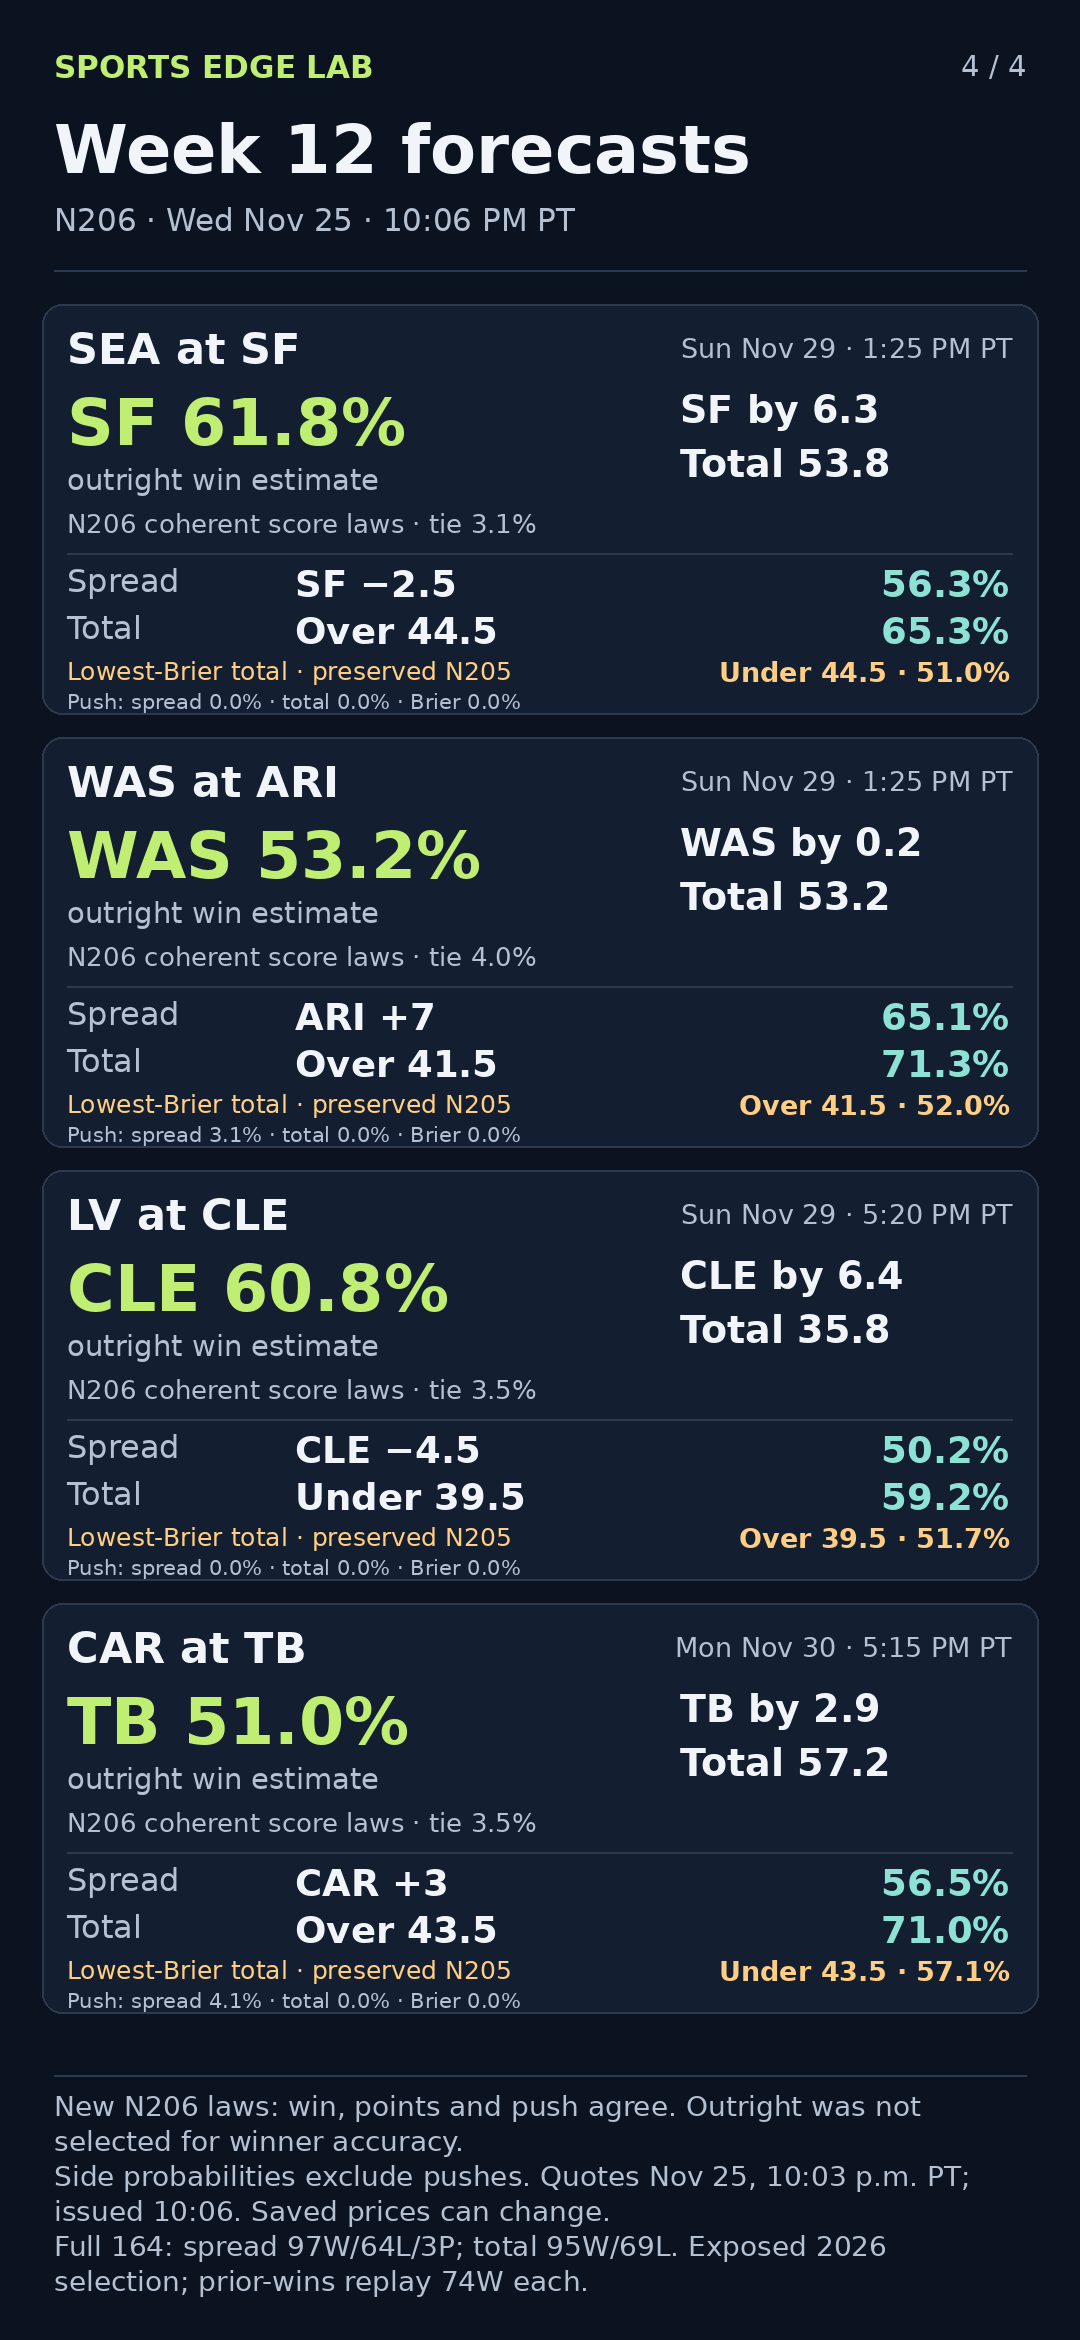 SPORTS EDGE LAB
4 / 4
Week 12 forecasts
N206 · Wed Nov 25 · 10:06 PM PT
SEA at SF
Sun Nov 29 · 1:25 PM PT
SF 61.8%
SF by 6.3
Total 53.8
outright win estimate
N206 coherent score laws · tie 3.1%
Spread SF −2.5 56.3%
Total Over 44.5 65.3%
Lowest-Brier total · preserved N205 Under 44.5 · 51.0%
Push: spread 0.0% · total 0.0% · Brier 0.0%
WAS at ARI
Sun Nov 29 · 1:25 PM PT
WAS 53.2%
WAS by 0.2
Total 53.2
outright win estimate
N206 coherent score laws · tie 4.0%
Spread ARI +7 65.1%
Total Over 41.5 71.3%
Lowest-Brier total · preserved N205 Over 41.5 · 52.0%
Push: spread 3.1% · total 0.0% · Brier 0.0%
LV at CLE
Sun Nov 29 · 5:20 PM PT
CLE 60.8%
CLE by 6.4
Total 35.8
outright win estimate
N206 coherent score laws · tie 3.5%
Spread CLE −4.5 50.2%
Total Under 39.5 59.2%
Lowest-Brier total · preserved N205 Over 39.5 · 51.7%
Push: spread 0.0% · total 0.0% · Brier 0.0%
CAR at TB
Mon Nov 30 · 5:15 PM PT
TB 51.0%
TB by 2.9
Total 57.2
outright win estimate
N206 coherent score laws · tie 3.5%
Spread CAR +3 56.5%
Total Over 43.5 71.0%
Lowest-Brier total · preserved N205 Under 43.5 · 57.1%
Push: spread 4.1% · total 0.0% · Brier 0.0%
New N206 laws: win, points and push agree. Outright was not
selected for winner accuracy.
Side probabilities exclude pushes. Quotes Nov 25, 10:03 p.m. PT;
issued 10:06. Saved prices can change.
Full 164: spread 97W/64L/3P; total 95W/69L. Exposed 2026
selection; prior-wins replay 74W each.